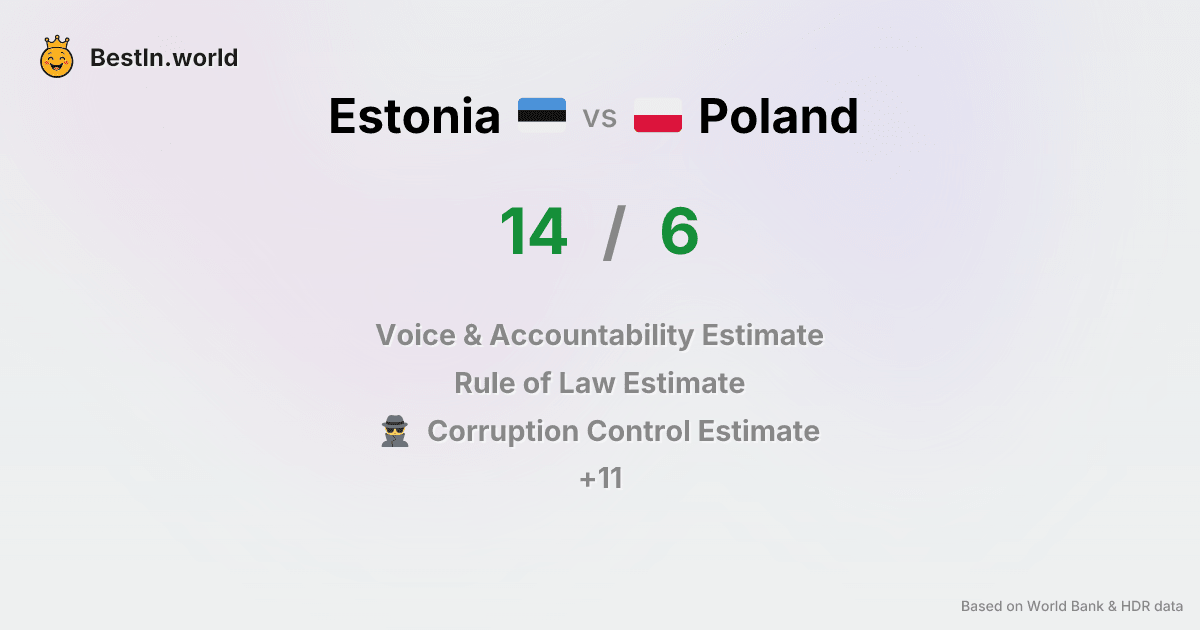 BestIn.world
Estonia vs Poland
14 / 6
Voice & Accountability Estimate
Rule of Law Estimate
Corruption Control Estimate
+11
Based on World Bank & HDR data